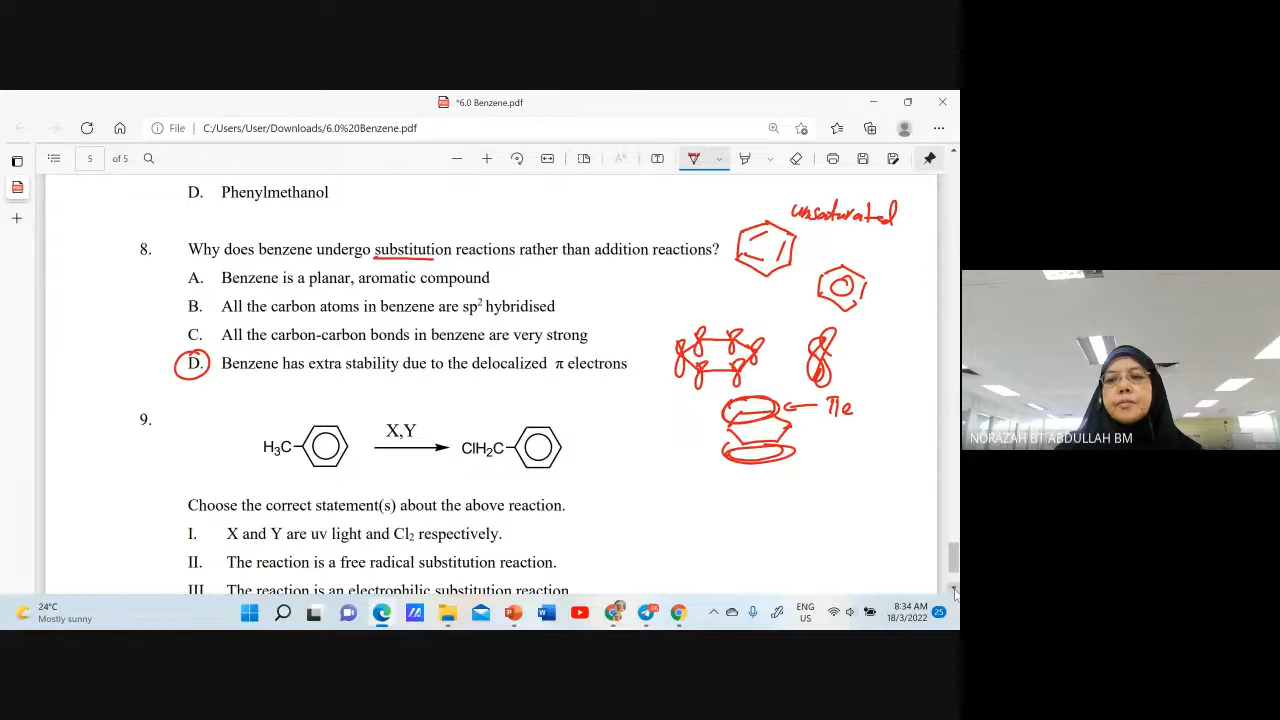 *6.0 Benzene.pdf
File C:/Users/User/Downloads/6.0%20Benzene.pdf
5 of 5
D. Phenylmethanol
unsaturated
8. Why does benzene undergo substitution reactions rather than addition reactions?
A. Benzene is a planar, aromatic compound
B. All the carbon atoms in benzene are sp² hybridised
C. All the carbon-carbon bonds in benzene are very strong
D. Benzene has extra stability due to the delocalized π electrons
πe
9.
X,Y
H₃C
ClH₂C
Choose the correct statement(s) about the above reaction.
I. X and Y are uv light and Cl₂ respectively.
II. The reaction is a free radical substitution reaction.
III. The reaction is an electrophilic substitution reaction.
NORAZAH BT ABDULLAH BM
24°C
Mostly sunny
ENG
US
8:34 AM
18/3/2022
25